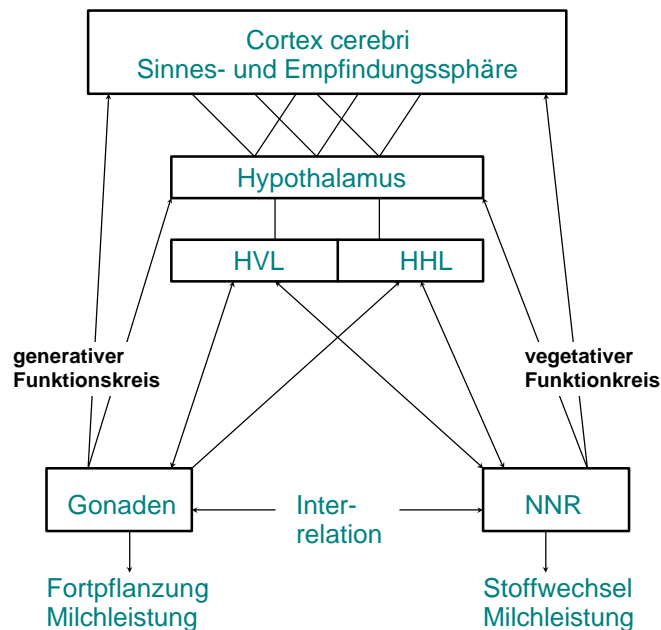 Cortex cerebri
Sinnes- und Empfindungssphäre
Hypothalamus
HVL
HHL
generativer
Funktionskreis
vegetativer
Funktionkreis
Gonaden
Inter-
relation
NNR
Fortpflanzung
Milchleistung
Stoffwechsel
Milchleistung